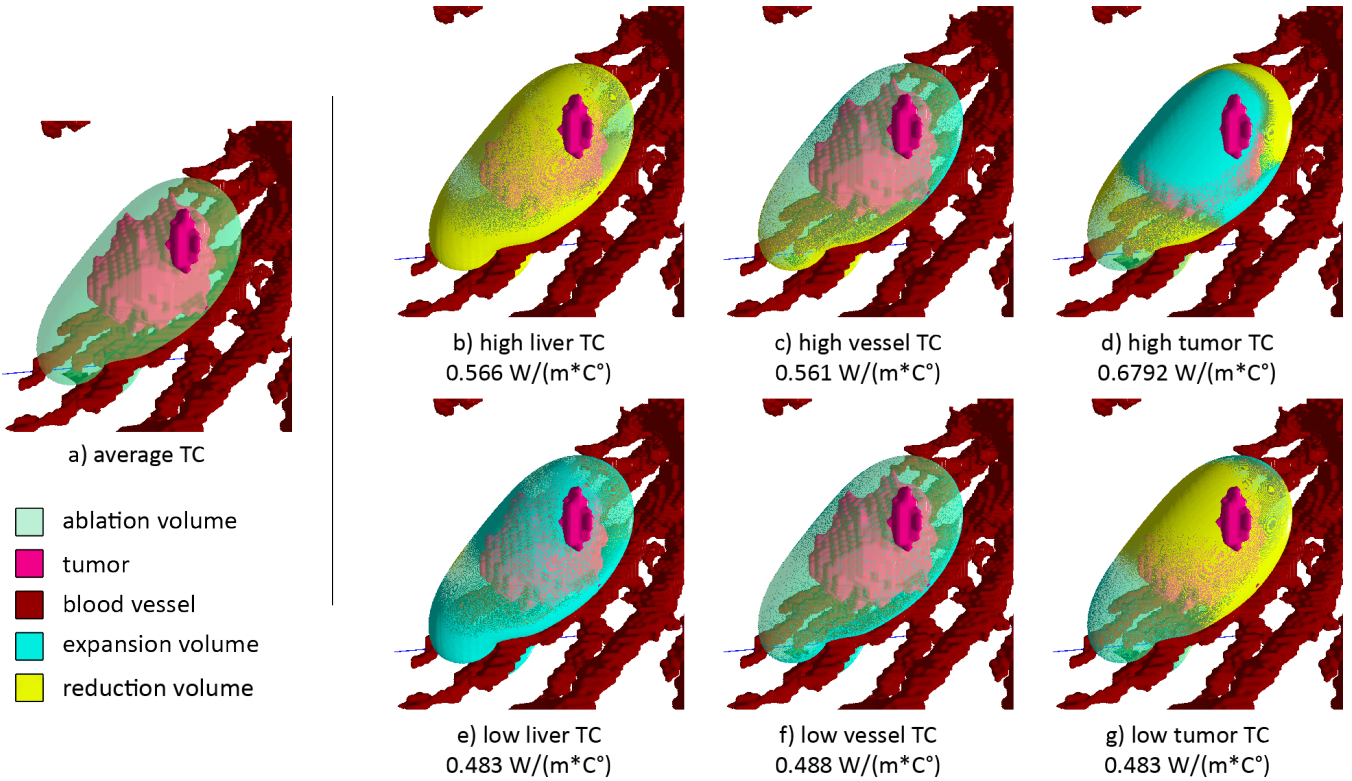 b) high liver TC
0.566 W/(m*C°)
c) high vessel TC
0.561 W/(m*C°)
d) high tumor TC
0.6792 W/(m*C°)
a) average TC
ablation volume
tumor
blood vessel
expansion volume
reduction volume
e) low liver TC
0.483 W/(m*C°)
f) low vessel TC
0.488 W/(m*C°)
g) low tumor TC
0.483 W/(m*C°)